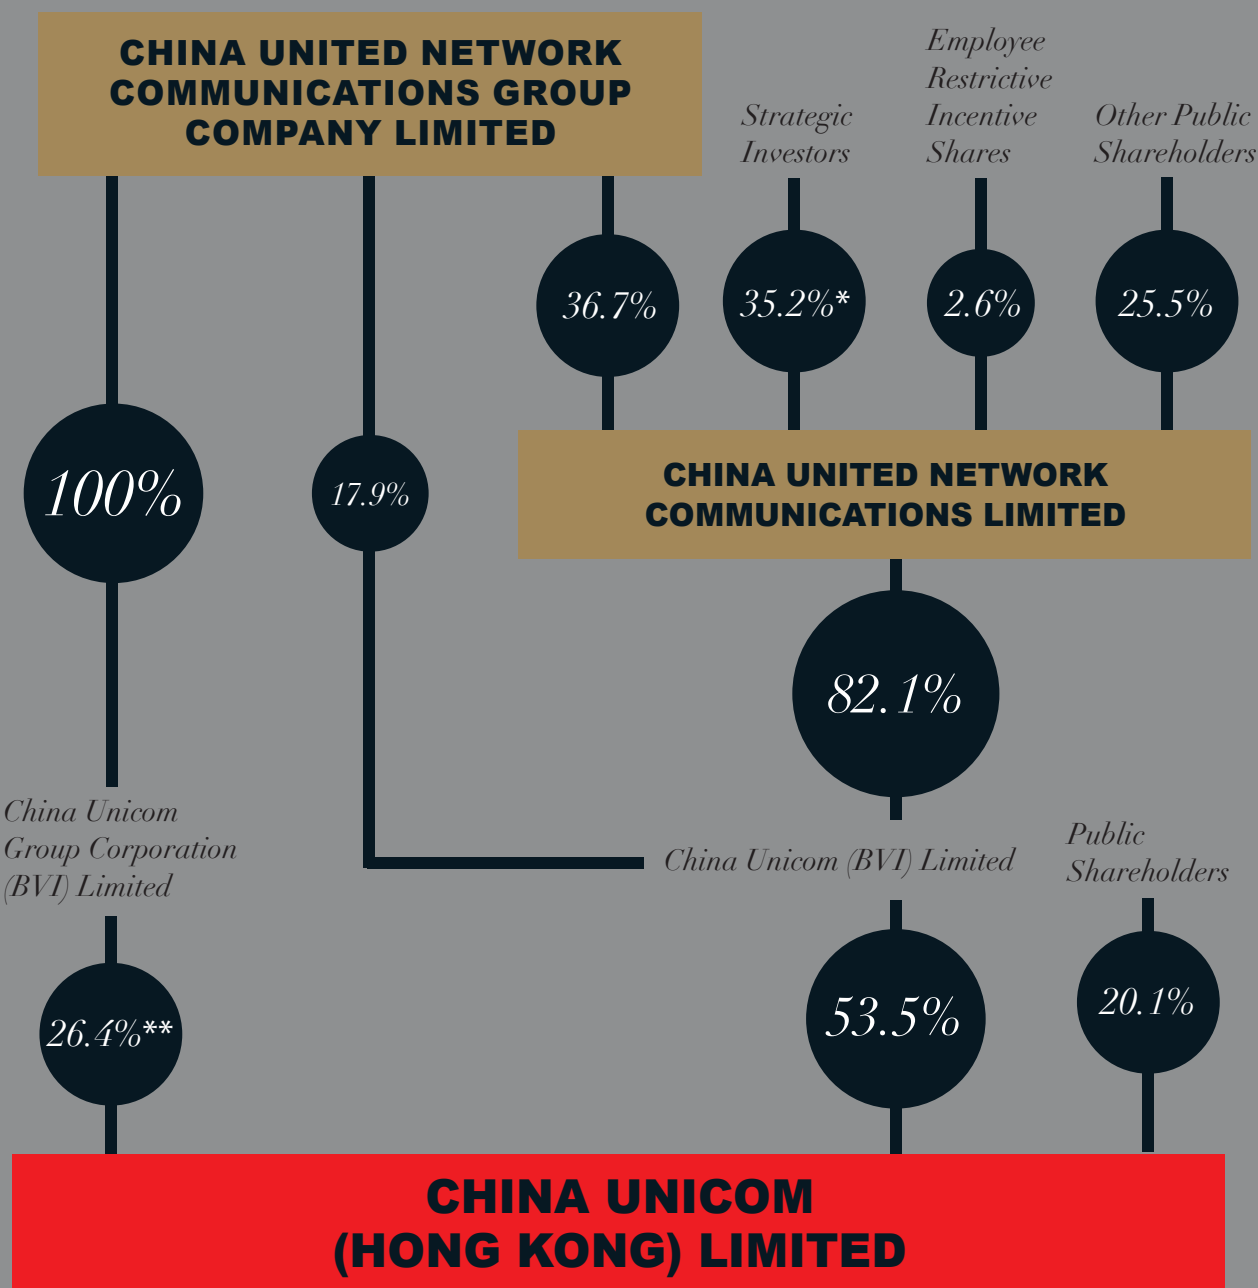 CHINA UNITED NETWORK
COMMUNICATIONS GROUP
COMPANY LIMITED
Strategic
Investors
Employee
Restrictive
Incentive
Shares
Other Public
Shareholders
36.7%
35.2%*
2.6%
25.5%
100%
17.9%
CHINA UNITED NETWORK
COMMUNICATIONS LIMITED
82.1%
China Unicom
Group Corporation
(BVI) Limited
China Unicom (BVI) Limited
Public
Shareholders
26.4%**
53.5%
20.1%
CHINA UNICOM
(HONG KONG) LIMITED